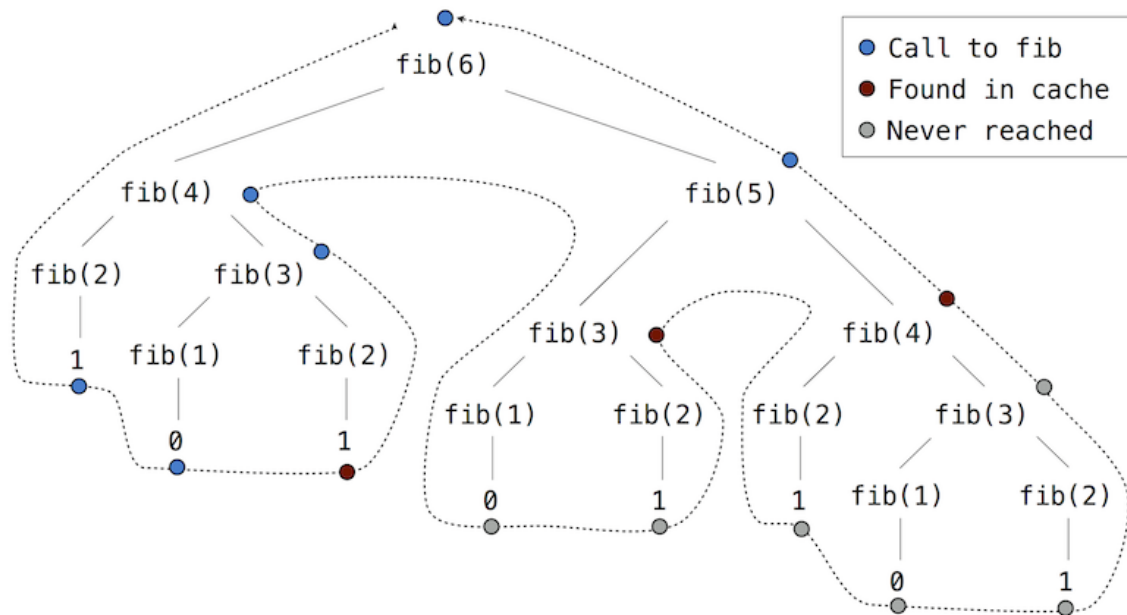 fib(6)
Call to fib
Found in cache
Never reached
fib(4)
fib(5)
fib(2)
fib(3)
fib(3)
fib(4)
1
fib(1)
fib(2)
fib(1)
fib(2)
fib(2)
fib(3)
0
1
0
1
1
fib(1)
fib(2)
0
1